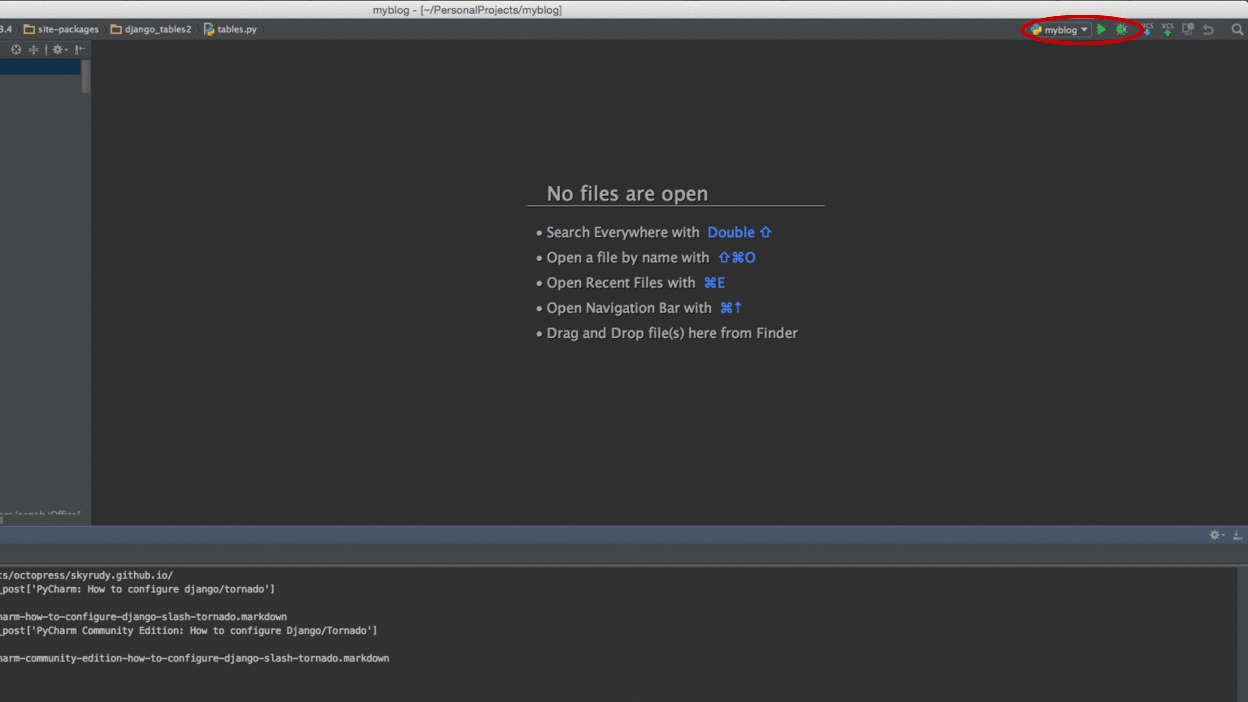 myblog - [~/PersonalProjects/myblog]
3.4 site-packages django_tables2 tables.py
myblog
VCS VCS
No files are open
• Search Everywhere with Double ⇧
• Open a file by name with ⇧⌘O
• Open Recent Files with ⌘E
• Open Navigation Bar with ⌘↑
• Drag and Drop file(s) here from Finder
ts/octopress/skyrudy.github.io/
_post['PyCharm: How to configure django/tornado']
harm-how-to-configure-django-slash-tornado.markdown
_post['PyCharm Community Edition: How to configure Django/Tornado']
harm-community-edition-how-to-configure-django-slash-tornado.markdown